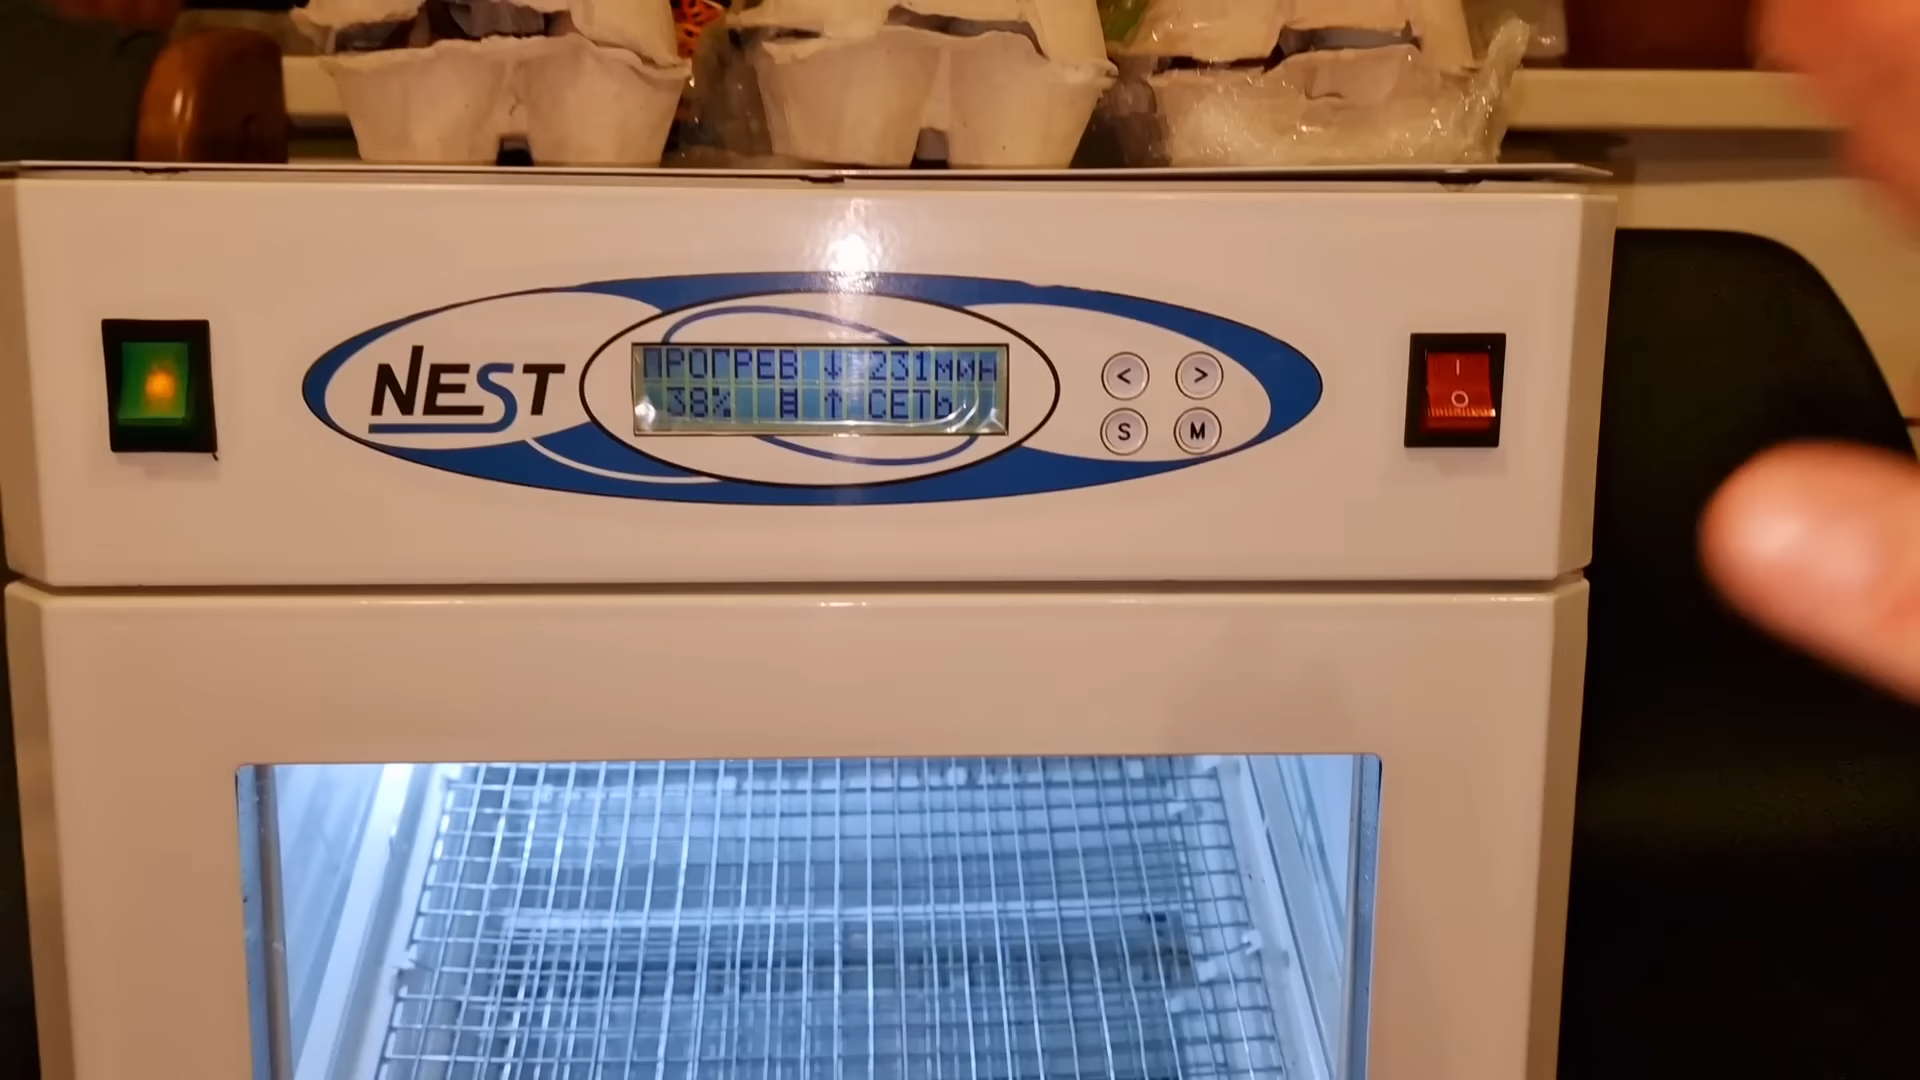 NEST
ПРОГРЕВ ↓ 231мин
38% ↑ СЕТЬ
< >
S M
I
O